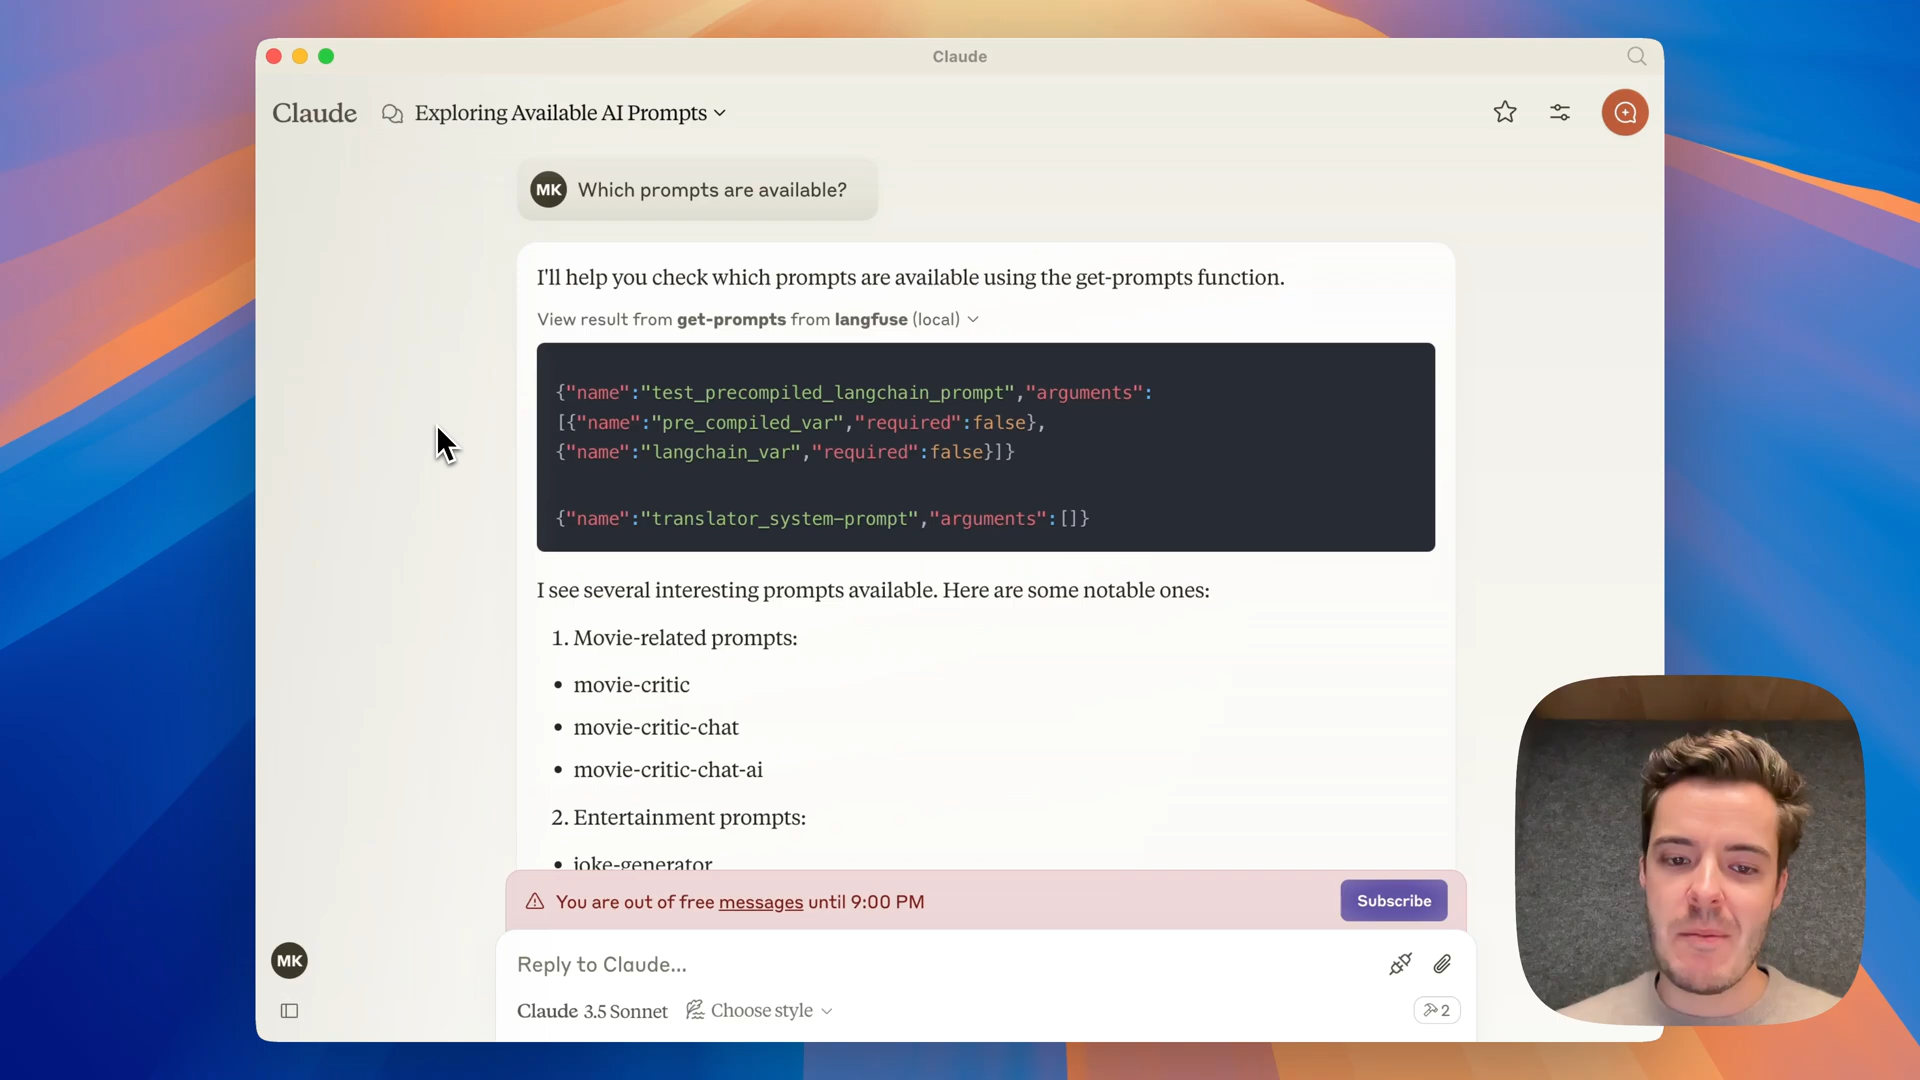 Claude
Claude
Exploring Available AI Prompts
MK Which prompts are available?
I'll help you check which prompts are available using the get-prompts function.
View result from get-prompts from langfuse (local)
{"name":"test_precompiled_langchain_prompt","arguments":
[{"name":"pre_compiled_var","required":false},
{"name":"langchain_var","required":false}]}
{"name":"translator_system-prompt","arguments":[]}
I see several interesting prompts available. Here are some notable ones:
1. Movie-related prompts:
• movie-critic
• movie-critic-chat
• movie-critic-chat-ai
2. Entertainment prompts:
• joke-generator
You are out of free messages until 9:00 PM
Subscribe
MK
Reply to Claude...
Claude 3.5 Sonnet Choose style
2